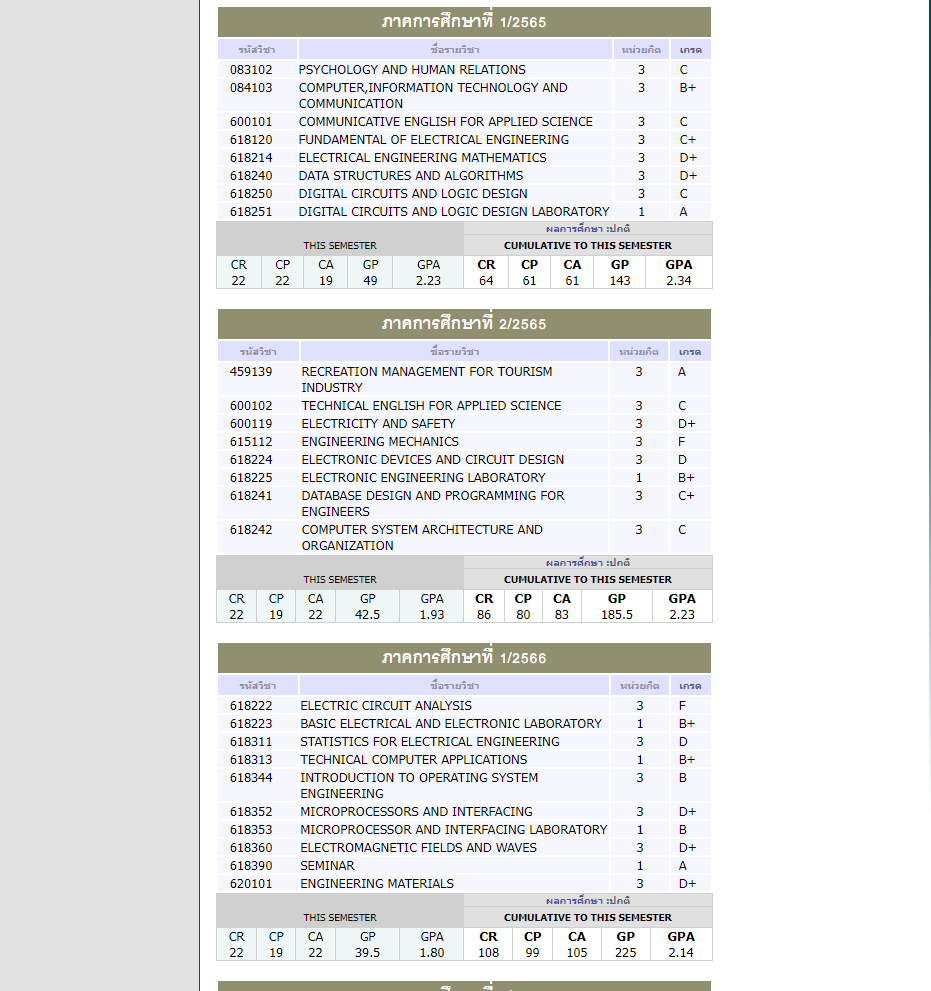 ภาคการศึกษาที่ 1/2565
รหัสวิชา ชื่อรายวิชา หน่วยกิต เกรด
083102 PSYCHOLOGY AND HUMAN RELATIONS 3 C
084103 COMPUTER,INFORMATION TECHNOLOGY AND 3 B+
COMMUNICATION
600101 COMMUNICATIVE ENGLISH FOR APPLIED SCIENCE 3 C
618120 FUNDAMENTAL OF ELECTRICAL ENGINEERING 3 C+
618214 ELECTRICAL ENGINEERING MATHEMATICS 3 D+
618240 DATA STRUCTURES AND ALGORITHMS 3 D+
618250 DIGITAL CIRCUITS AND LOGIC DESIGN 3 C
618251 DIGITAL CIRCUITS AND LOGIC DESIGN LABORATORY 1 A
ผลการศึกษา :ปกติ
THIS SEMESTER CUMULATIVE TO THIS SEMESTER
CR CP CA GP GPA CR CP CA GP GPA
22 22 19 49 2.23 64 61 61 143 2.34
ภาคการศึกษาที่ 2/2565
รหัสวิชา ชื่อรายวิชา หน่วยกิต เกรด
459139 RECREATION MANAGEMENT FOR TOURISM 3 A
INDUSTRY
600102 TECHNICAL ENGLISH FOR APPLIED SCIENCE 3 C
600119 ELECTRICITY AND SAFETY 3 D+
615112 ENGINEERING MECHANICS 3 F
618224 ELECTRONIC DEVICES AND CIRCUIT DESIGN 3 D
618225 ELECTRONIC ENGINEERING LABORATORY 1 B+
618241 DATABASE DESIGN AND PROGRAMMING FOR 3 C+
ENGINEERS
618242 COMPUTER SYSTEM ARCHITECTURE AND 3 C
ORGANIZATION
ผลการศึกษา :ปกติ
THIS SEMESTER CUMULATIVE TO THIS SEMESTER
CR CP CA GP GPA CR CP CA GP GPA
22 19 22 42.5 1.93 86 80 83 185.5 2.23
ภาคการศึกษาที่ 1/2566
รหัสวิชา ชื่อรายวิชา หน่วยกิต เกรด
618222 ELECTRIC CIRCUIT ANALYSIS 3 F
618223 BASIC ELECTRICAL AND ELECTRONIC LABORATORY 1 B+
618311 STATISTICS FOR ELECTRICAL ENGINEERING 3 D
618313 TECHNICAL COMPUTER APPLICATIONS 1 B+
618344 INTRODUCTION TO OPERATING SYSTEM 3 B
ENGINEERING
618352 MICROPROCESSORS AND INTERFACING 3 D+
618353 MICROPROCESSOR AND INTERFACING LABORATORY 1 B
618360 ELECTROMAGNETIC FIELDS AND WAVES 3 D+
618390 SEMINAR 1 A
620101 ENGINEERING MATERIALS 3 D+
ผลการศึกษา :ปกติ
THIS SEMESTER CUMULATIVE TO THIS SEMESTER
CR CP CA GP GPA CR CP CA GP GPA
22 19 22 39.5 1.80 108 99 105 225 2.14